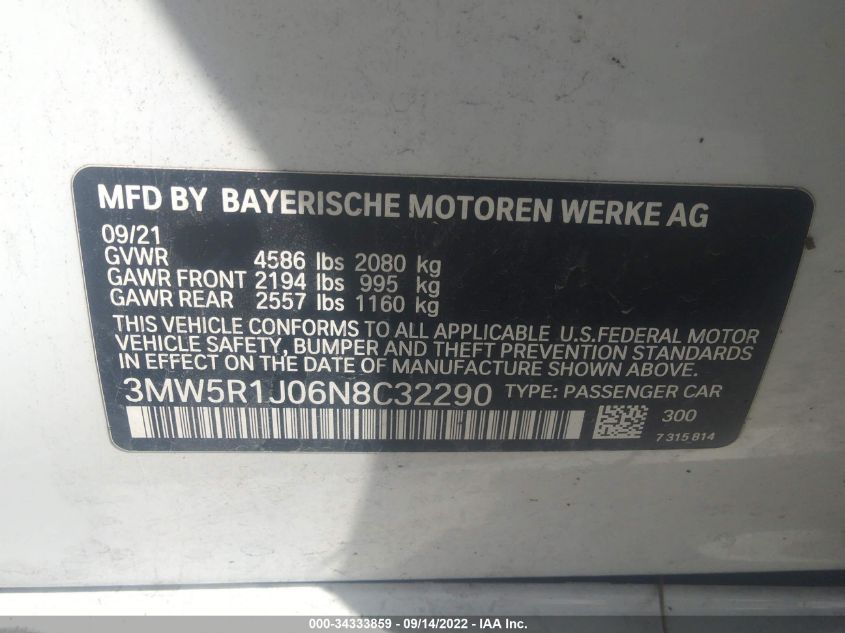 MFD BY BAYERISCHE MOTOREN WERKE AG
09/21
GVWR 4586 lbs 2080 kg
GAWR FRONT 2194 lbs 995 kg
GAWR REAR 2557 lbs 1160 kg
THIS VEHICLE CONFORMS TO ALL APPLICABLE U.S.FEDERAL MOTOR
VEHICLE SAFETY, BUMPER AND THEFT PREVENTION STANDARDS
IN EFFECT ON THE DATE OF MANUFACTURE SHOWN ABOVE.
3MW5R1J06N8C32290 TYPE: PASSENGER CAR
300
7 315 814
000-34333859 - 09/14/2022 - IAA Inc.